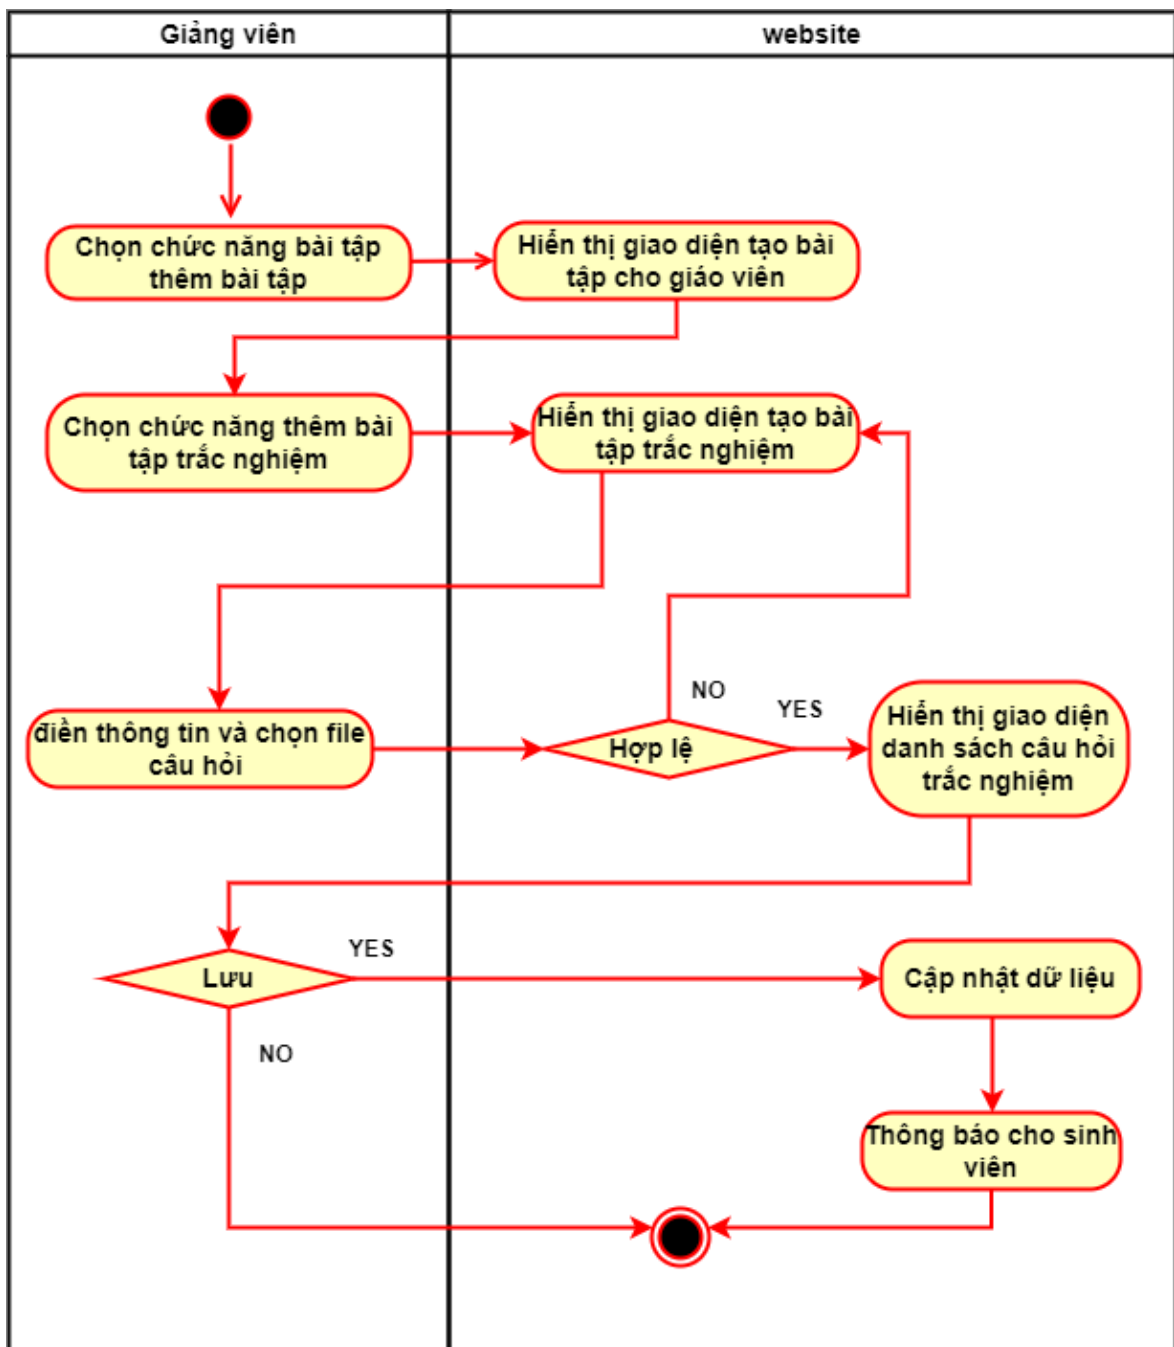 Giảng viên
website
Chọn chức năng bài tập
thêm bài tập
Hiển thị giao diện tạo bài
tập cho giáo viên
Chọn chức năng thêm bài
tập trắc nghiệm
Hiển thị giao diện tạo bài
tập trắc nghiệm
điền thông tin và chọn file
câu hỏi
Hợp lệ
NO
YES
Hiển thị giao diện
danh sách câu hỏi
trắc nghiệm
Lưu
YES
NO
Cập nhật dữ liệu
Thông báo cho sinh
viên